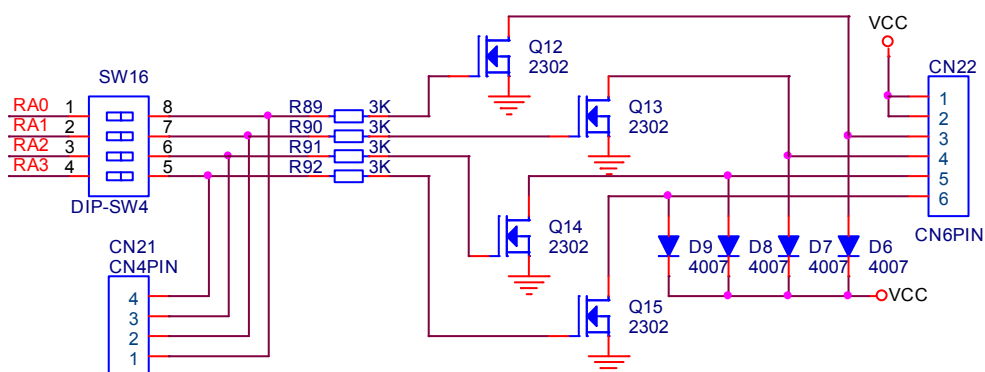 VCC
Q12
2302
CN22
SW16
RA0 1 8 R89 3K
RA1 2 7 R90 3K
RA2 3 6 R91 3K
RA3 4 5 R92 3K
Q13
2302
1
2
3
4
5
6
DIP-SW4
CN6PIN
Q14
2302
CN21
CN4PIN
D9 D8 D7 D6
4007 4007 4007 4007
4
3
2
1
Q15
2302
VCC